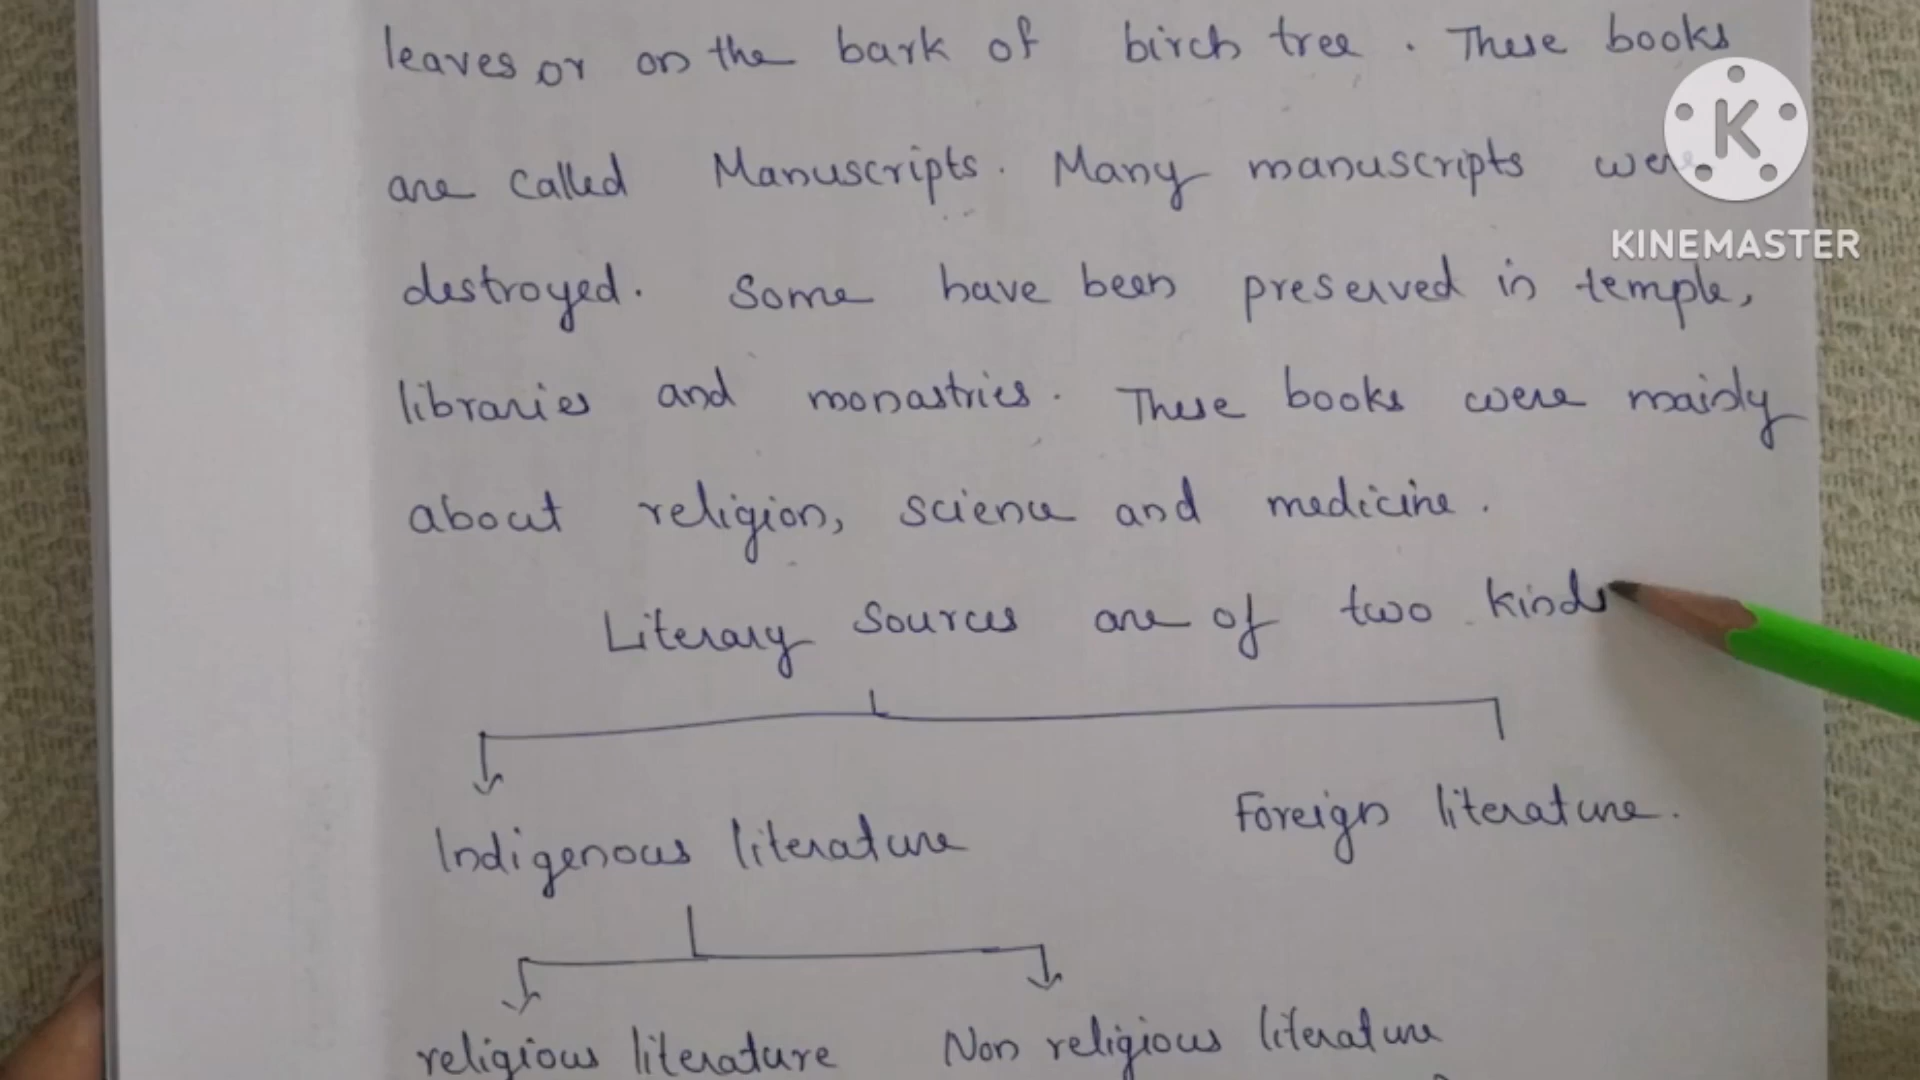 leaves or on the bark of birch tree. These books
are called Manuscripts. Many manuscripts were
destroyed. Some have been preserved in temple,
libraries and monastries. These books were mainly
about religion, science and medicine.
Literary Sources are of two kinds
Indigenous literature
Foreign literature.
religious literature
Non religious literature
K
KINEMASTER